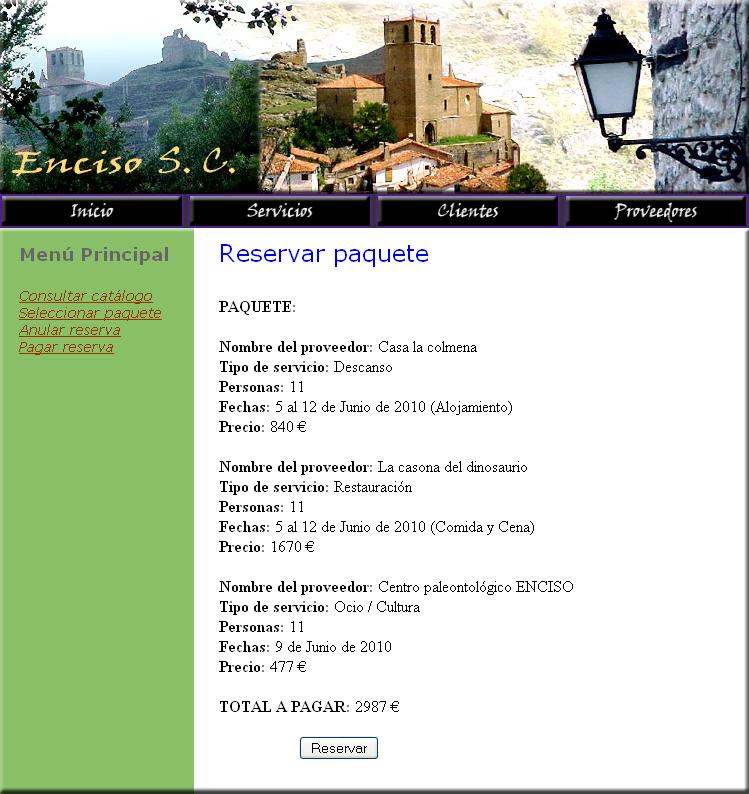 Enciso S. C.
Inicio Servicios Clientes Proveedores
Menú Principal
Consultar catálogo
Seleccionar paquete
Anular reserva
Pagar reserva
Reservar paquete
PAQUETE:
Nombre del proveedor: Casa la colmena
Tipo de servicio: Descanso
Personas: 11
Fechas: 5 al 12 de Junio de 2010 (Alojamiento)
Precio: 840 €
Nombre del proveedor: La casona del dinosaurio
Tipo de servicio: Restauración
Personas: 11
Fechas: 5 al 12 de Junio de 2010 (Comida y Cena)
Precio: 1670 €
Nombre del proveedor: Centro paleontológico ENCISO
Tipo de servicio: Ocio / Cultura
Personas: 11
Fechas: 9 de Junio de 2010
Precio: 477 €
TOTAL A PAGAR: 2987 €
Reservar